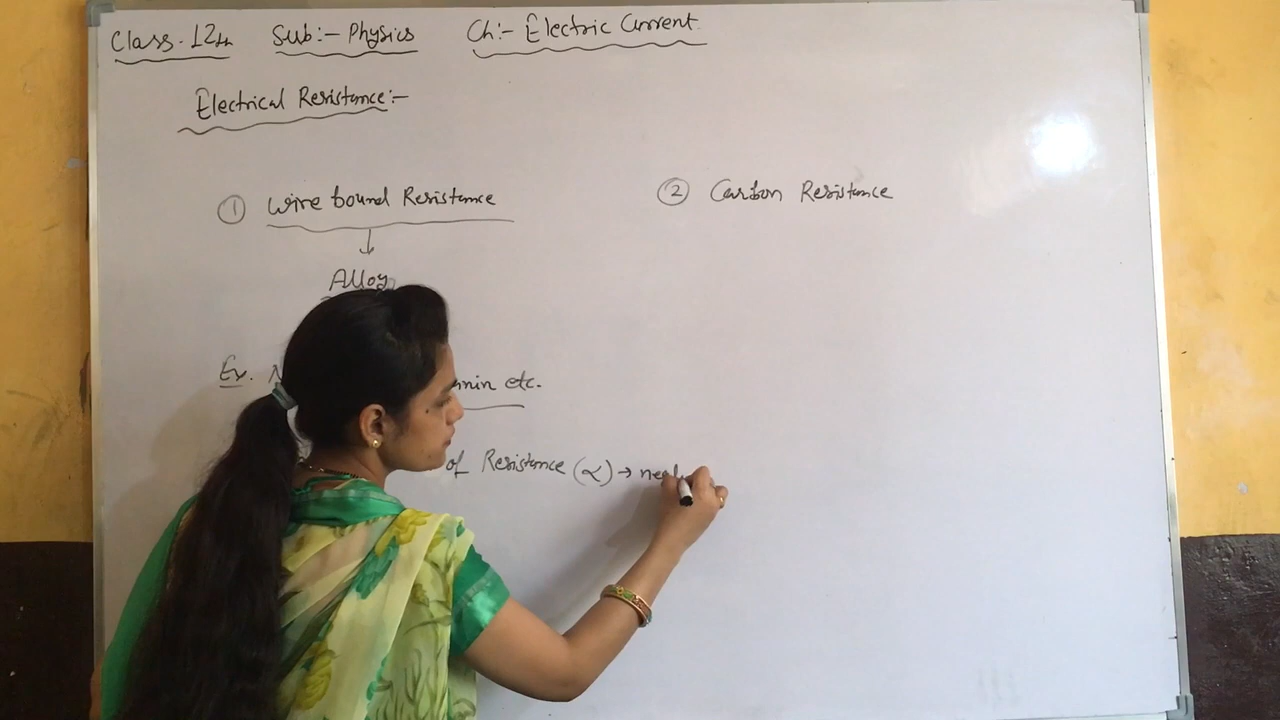 Class. 12th Sub:- Physics Ch:- Electric Current
Electrical Resistance:-
① Wire bound Resistance ② Carbon Resistance
↓
Alloy
Ex. nin etc.
of Resistance (α) → negl